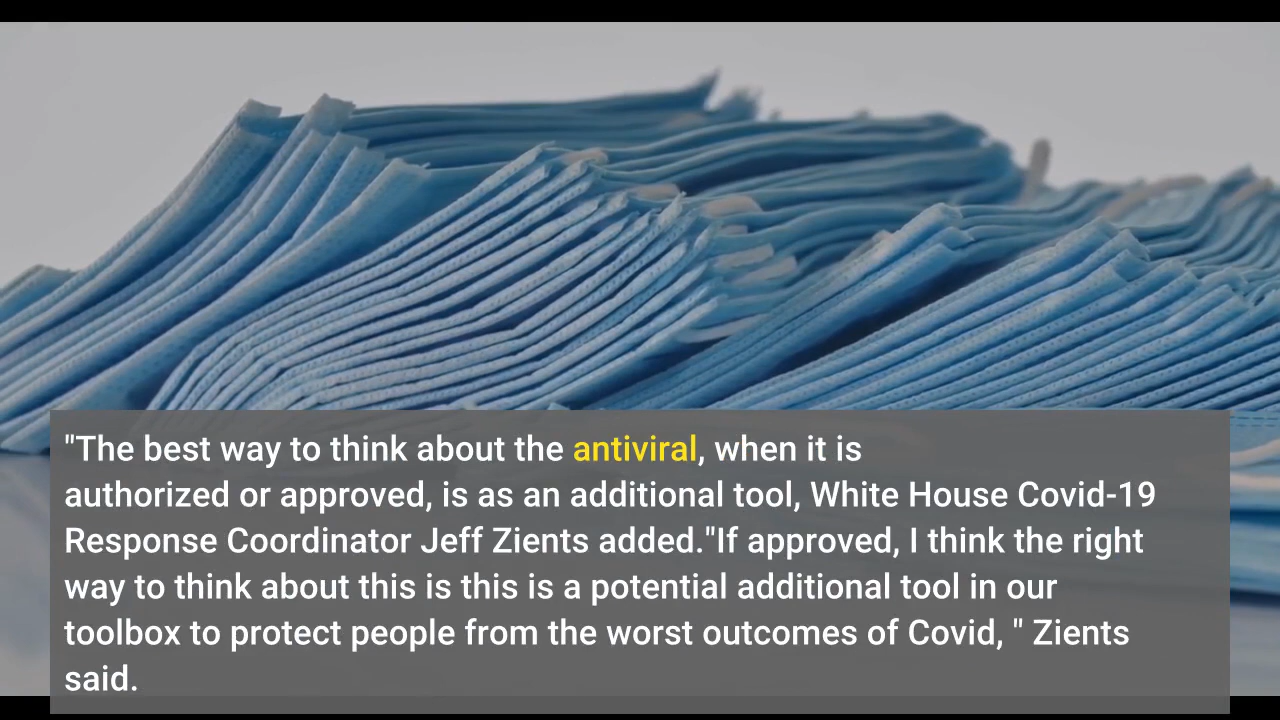 "The best way to think about the antiviral, when it is
authorized or approved, is as an additional tool, White House Covid-19
Response Coordinator Jeff Zients added."If approved, I think the right
way to think about this is this is a potential additional tool in our
toolbox to protect people from the worst outcomes of Covid, " Zients
said.